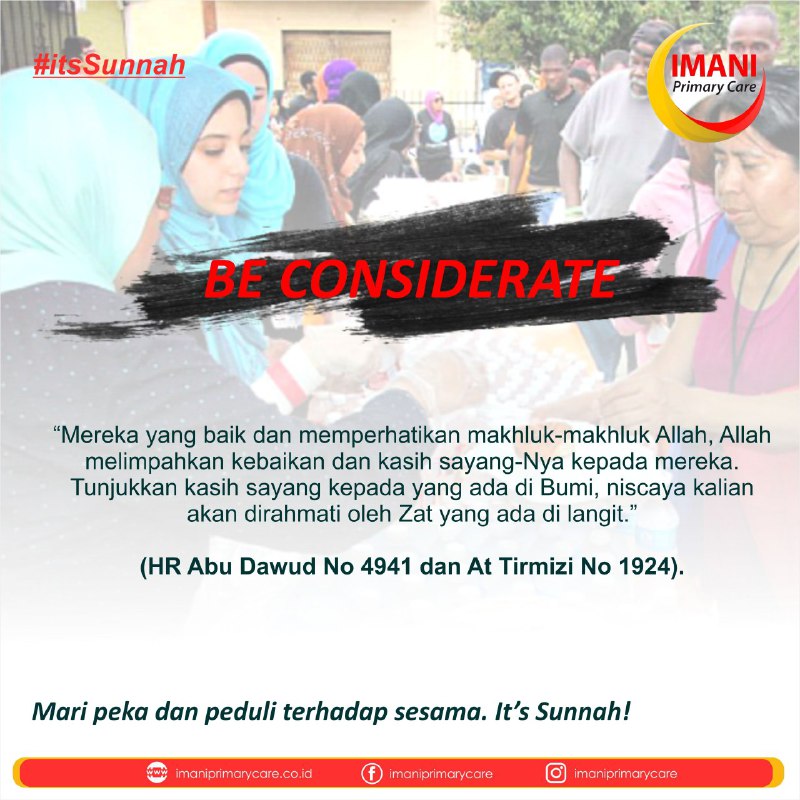 #itsSunnah
IMANI
Primary Care
BE CONSIDERATE
“Mereka yang baik dan memperhatikan makhluk-makhluk Allah, Allah
melimpahkan kebaikan dan kasih sayang-Nya kepada mereka.
Tunjukkan kasih sayang kepada yang ada di Bumi, niscaya kalian
akan dirahmati oleh Zat yang ada di langit.”
(HR Abu Dawud No 4941 dan At Tirmizi No 1924).
Mari peka dan peduli terhadap sesama. It’s Sunnah!
www imaniprimarycare.co.id
imaniprimarycare
imaniprimarycare